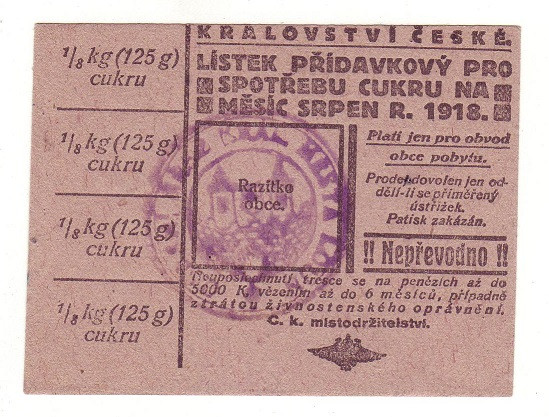 1/8 kg (125 g)
cukru
1/8 kg (125 g)
cukru
1/8 kg (125 g)
cukru
1/8 kg (125 g)
cukru
KRÁLOVSTVÍ ČESKÉ.
LÍSTEK PŘÍDAVKOVÝ PRO
SPOTŘEBU CUKRU NA
MĚSÍC SRPEN R. 1918.
Razítko
obce.
Platí jen pro obvod
obce pobytu.
Prodej dovolen jen od-
dělí-li se přiměřený
ústřižek.
Patisk zakázán.
!! Nepřevodno !!
Neuposlechnutí tresce se na penězích až do
5000 K, vězením až do 6 měsíců, případně
ztrátou živnostenského oprávnění.
C. k. místodržitelství.